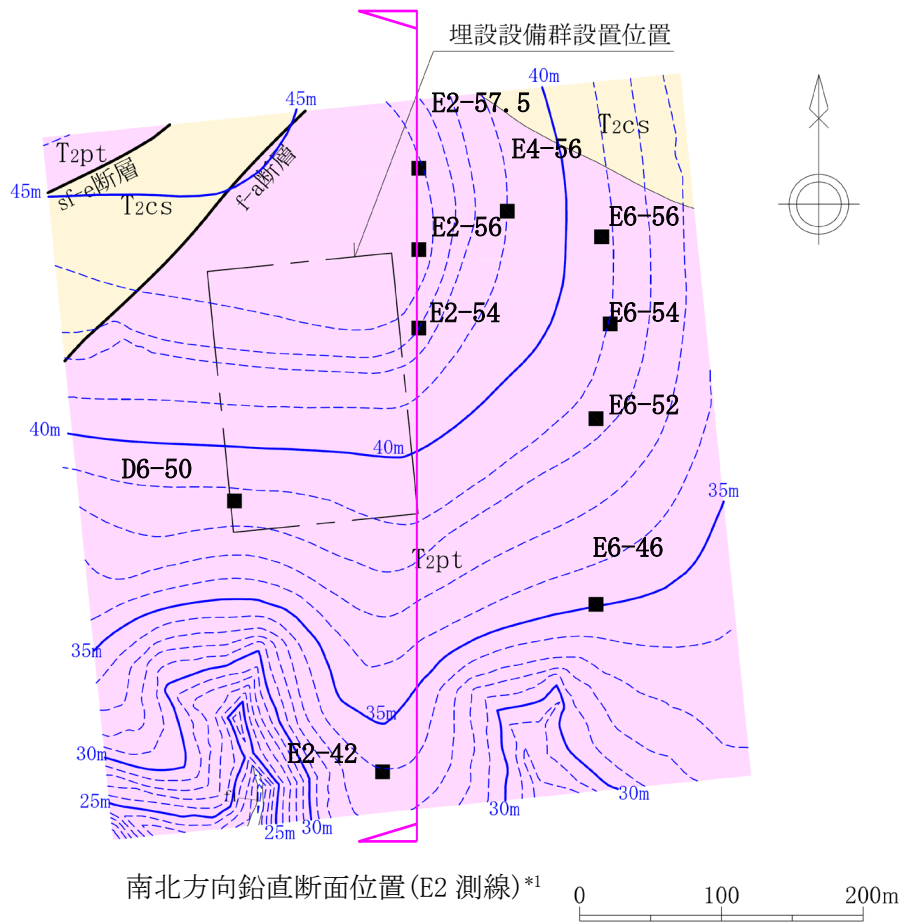 埋設設備群設置位置
40m
45m
E2-57.5
T2cs
E4-56
T2pt
sf-e断層
f-a断層
45m
T2cs
E2-56
E6-56
E2-54
E6-54
E6-52
40m
40m
D6-50
35m
E6-46
T2pt
35m
35m
E2-42
30m
30m
25m
30m
25m
30m
南北方向鉛直断面位置(E2 測線)*1
0 100 200m